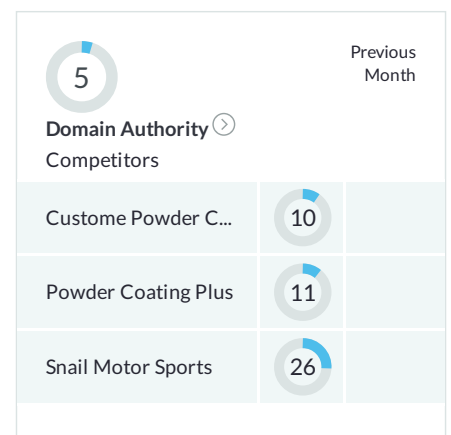 5
Previous
Month
Domain Authority
Competitors
Custome Powder C... 10
Powder Coating Plus 11
Snail Motor Sports 26